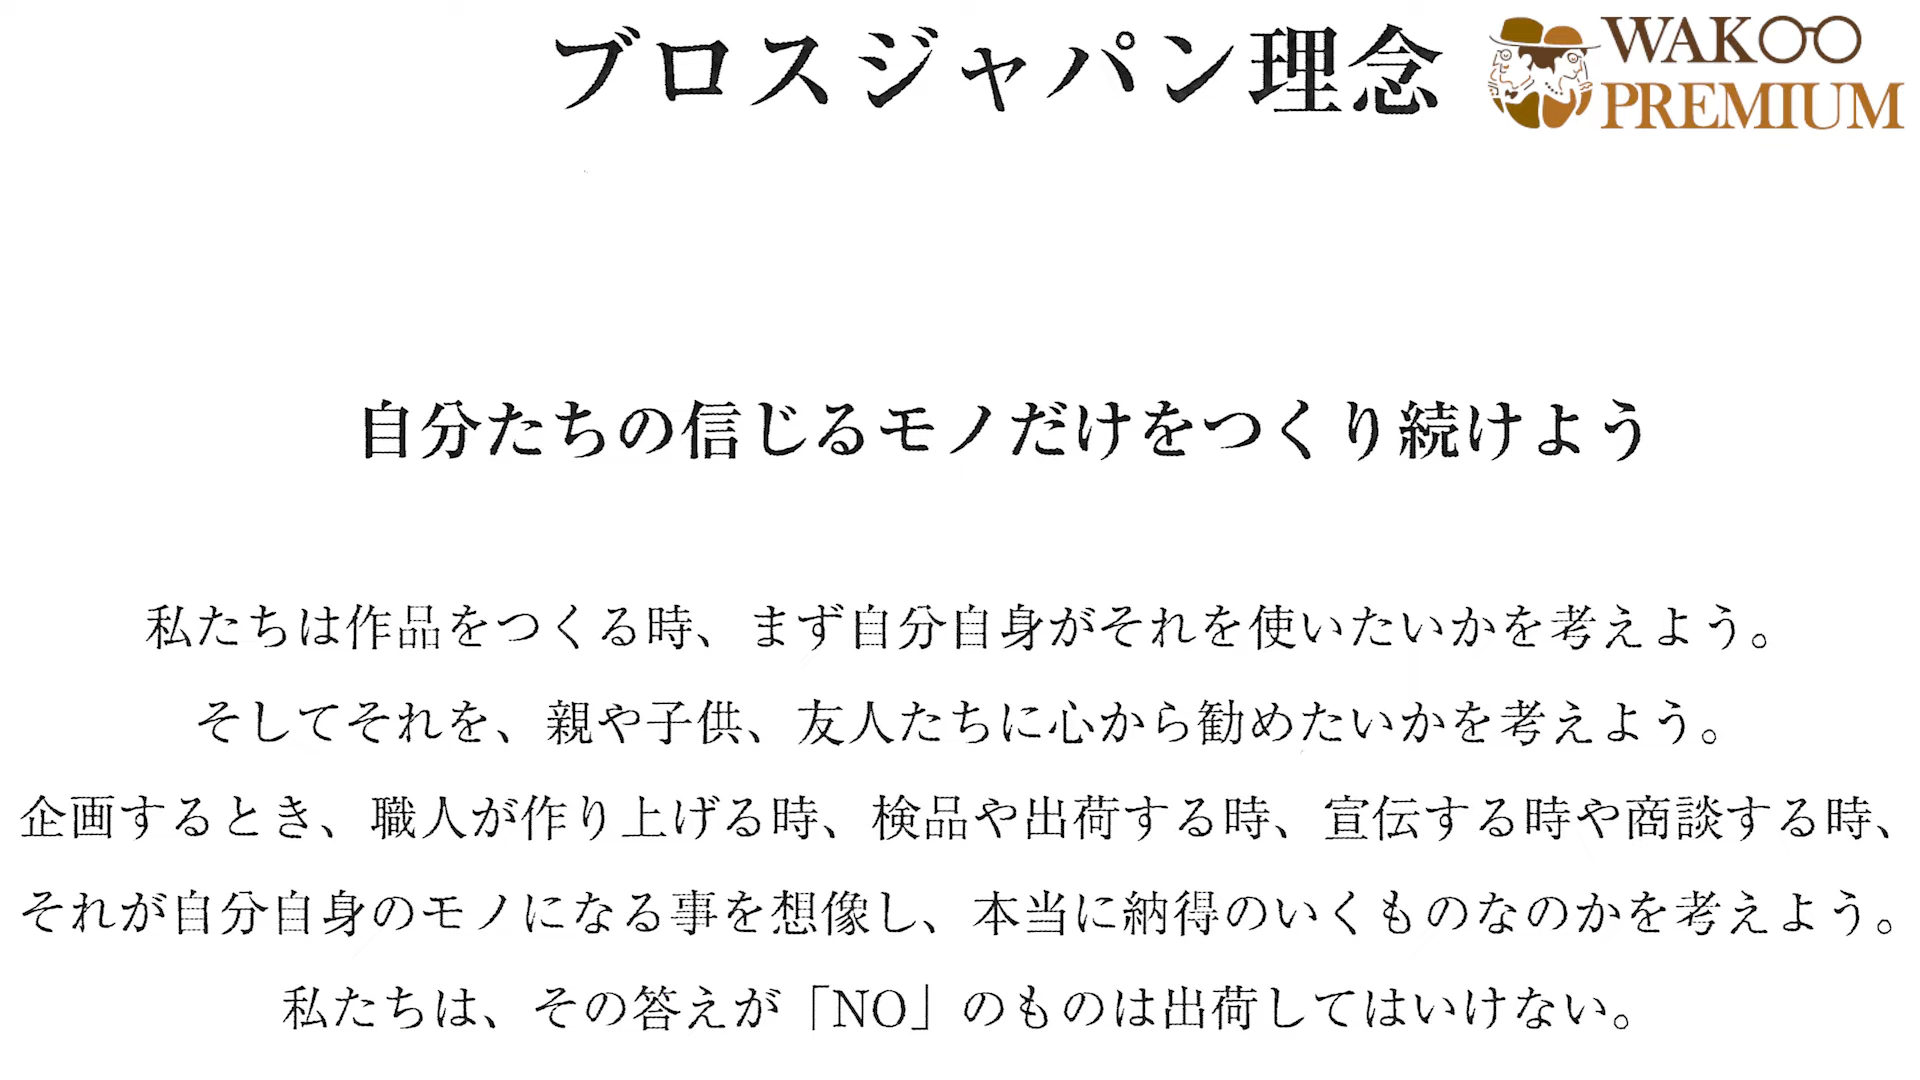 ブロスジャパン理念
WAKOO
PREMIUM
自分たちの信じるモノだけをつくり続けよう
私たちは作品をつくる時、まず自分自身がそれを使いたいかを考えよう。
そしてそれを、親や子供、友人たちに心から勧めたいかを考えよう。
企画するとき、職人が作り上げる時、検品や出荷する時、宣伝する時や商談する時、
それが自分自身のモノになる事を想像し、本当に納得のいくものなのかを考えよう。
私たちは、その答えが「NO」のものは出荷してはいけない。